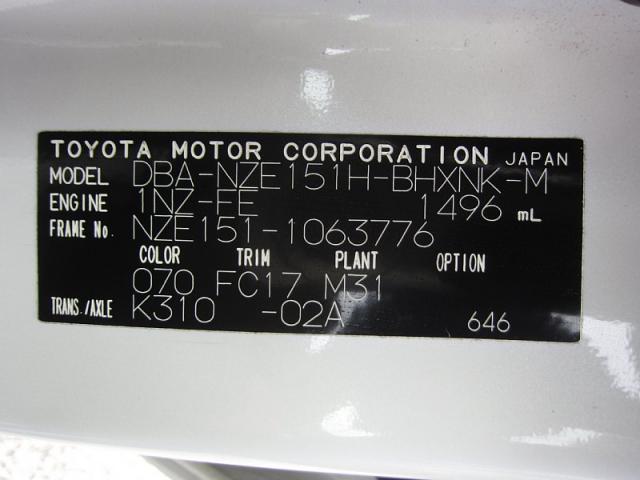 TOYOTA MOTOR CORPORATION JAPAN
MODEL DBA-NZE151H-BHXNK-M
ENGINE 1NZ-FE 1496 mL
FRAME No. NZE151-1063776
COLOR TRIM PLANT OPTION
070 FC17 M31
TRANS./AXLE K310 -02A 646